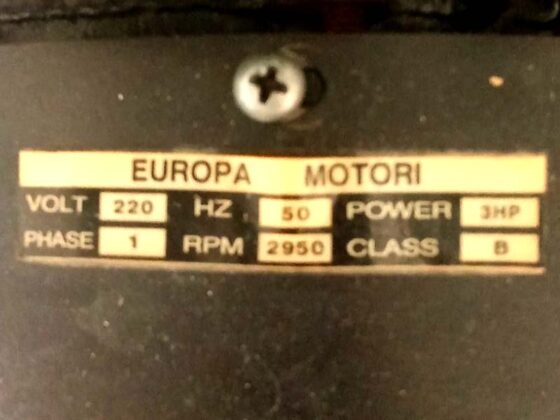 EUROPA MOTORI
VOLT 220 HZ 50 POWER 3HP
PHASE 1 RPM 2950 CLASS B